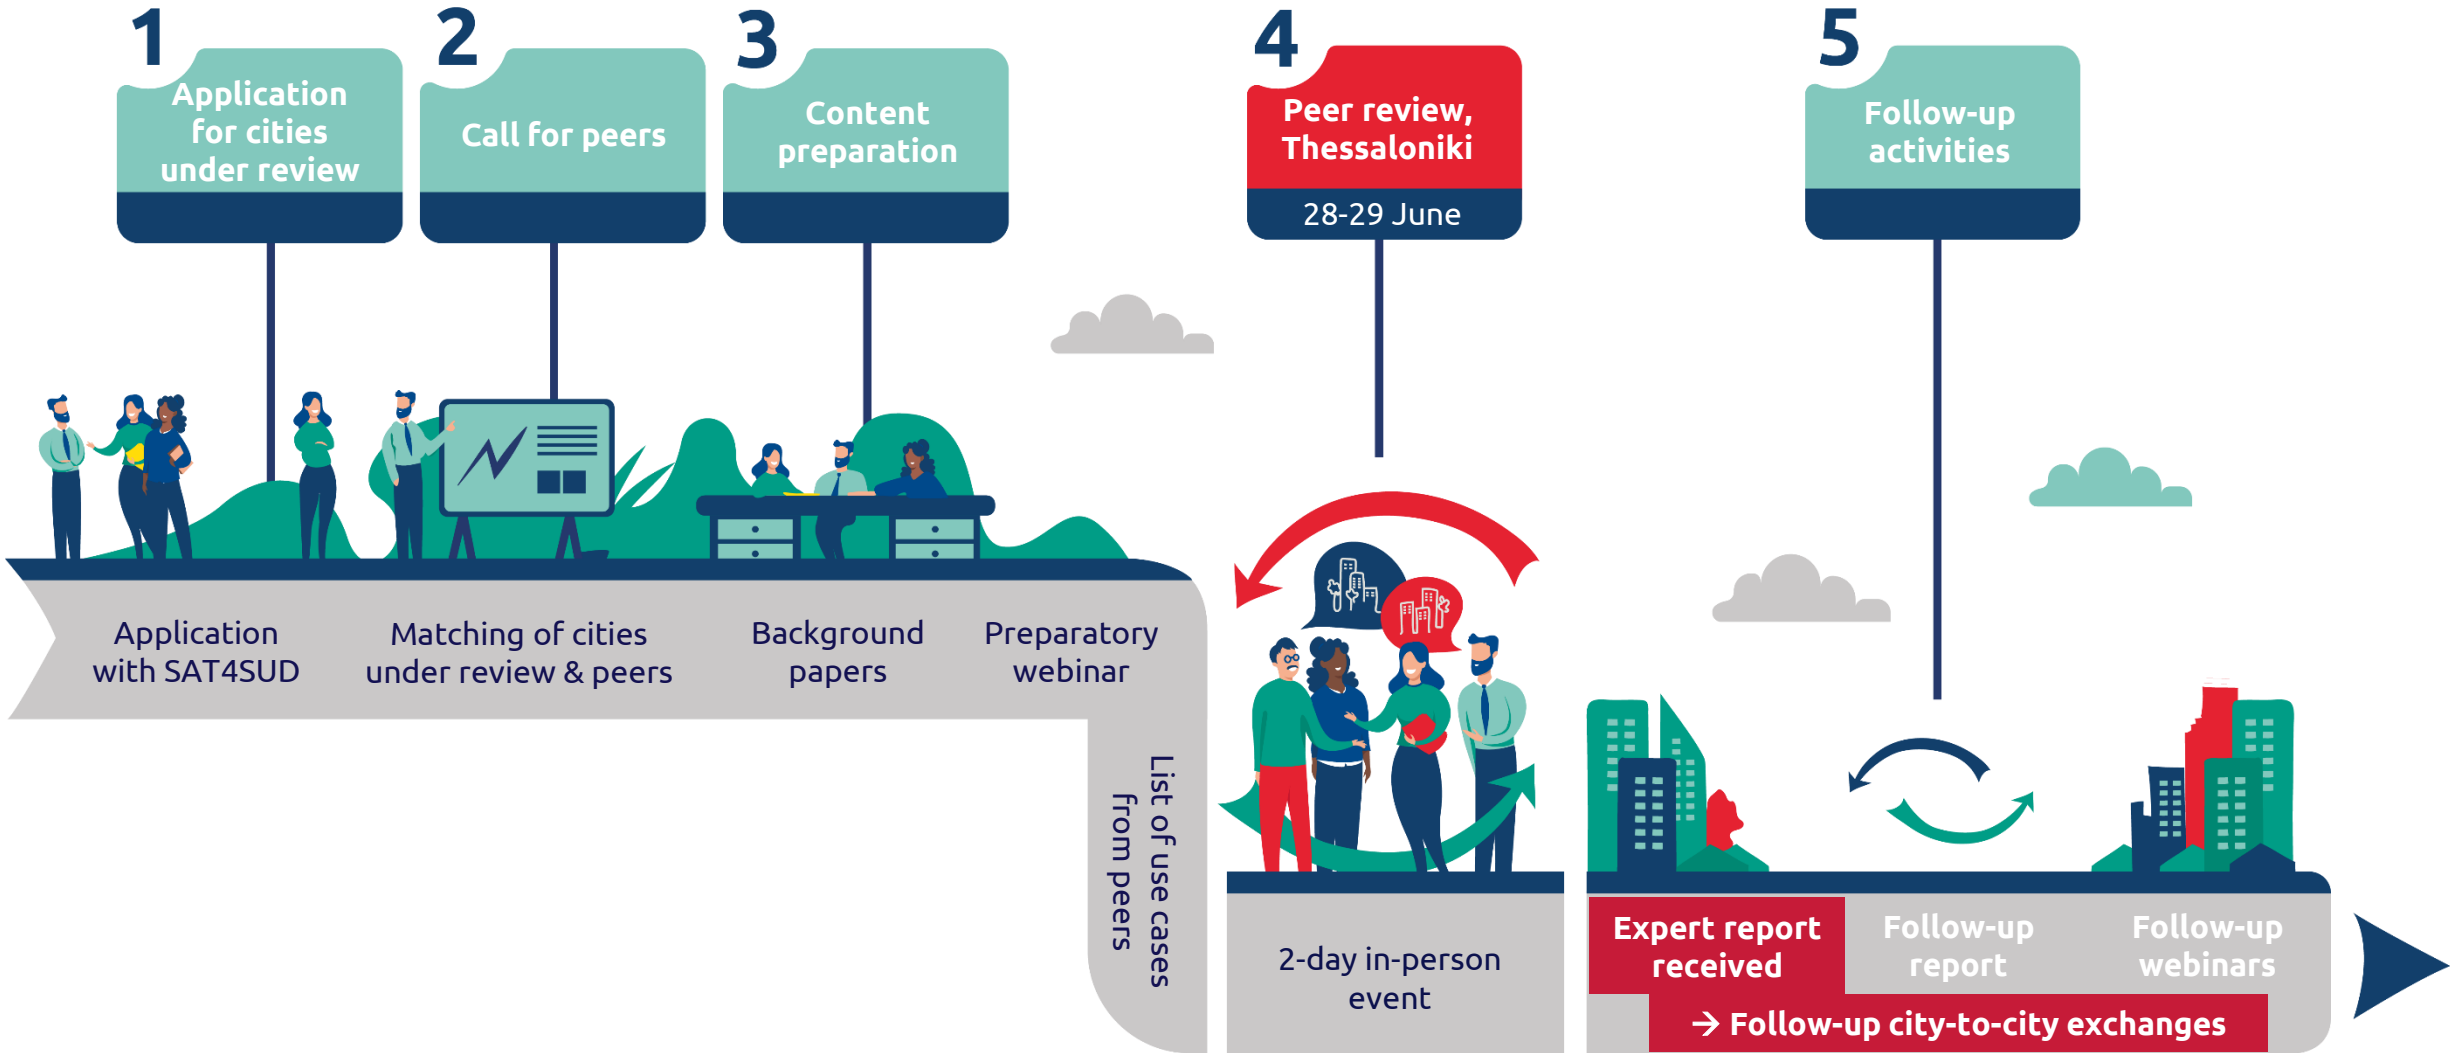 1
Application
for cities
under review
2
Call for peers
3
Content
preparation
4
Peer review,
Thessaloniki
28-29 June
5
Follow-up
activities
Application
with SAT4SUD
Matching of cities
under review & peers
Background
papers
Preparatory
webinar
List of use cases
from peers
2-day in-person
event
Expert report
received
Follow-up
report
Follow-up
webinars
→ Follow-up city-to-city exchanges